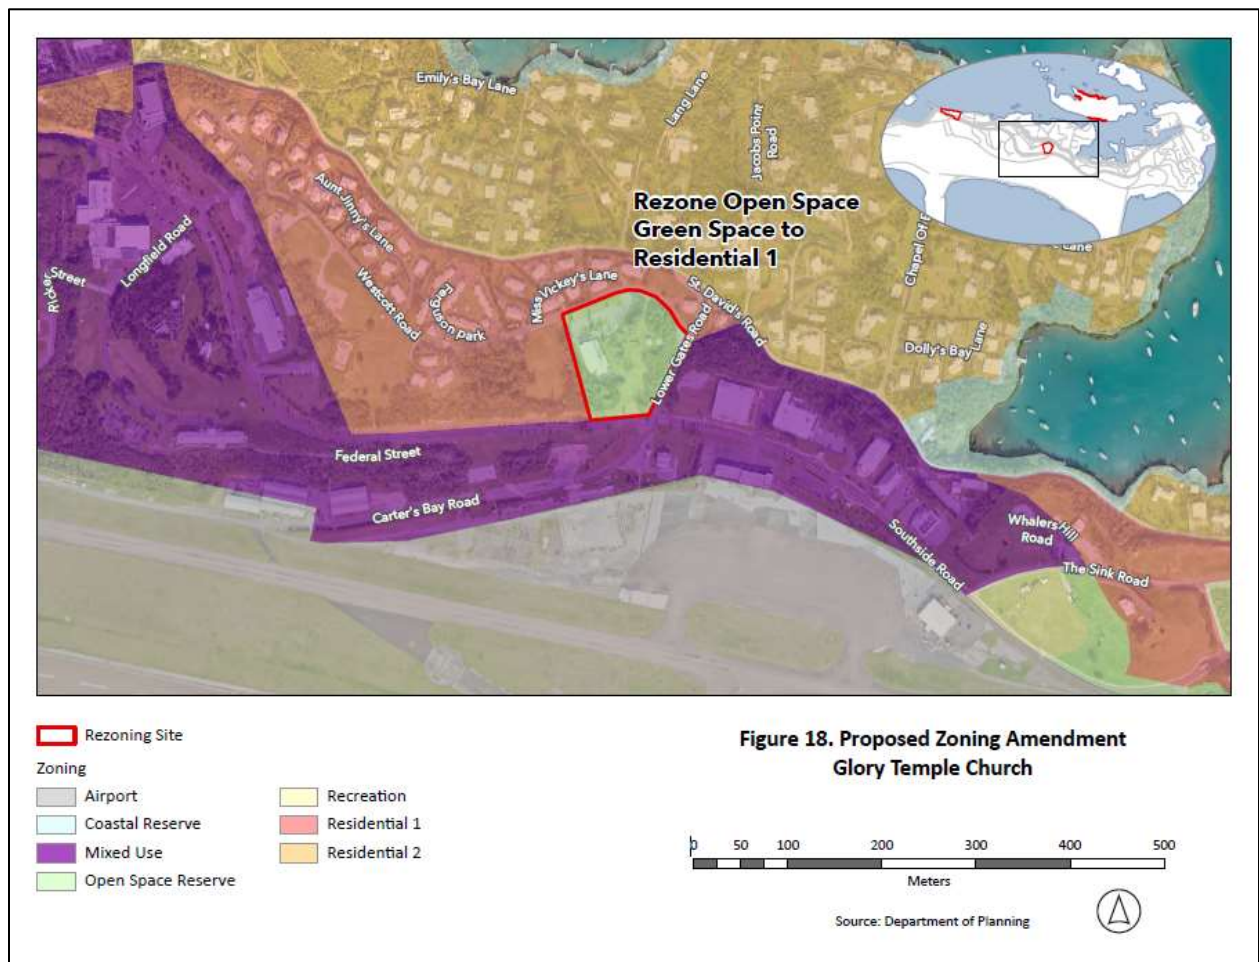 Emily's Bay Lane
Lang Lane
Jacobs Point
Road
Aunt Jinny's Lane
Longfield Road
Street
Westcott Road
Ferguson park
Miss Vickey's Lane
Rezone Open Space
Green Space to
Residential 1
St. David's Road
Lower Gates Road
Chapel Of E
Lane
Dolly's Bay Lane
Federal Street
Carter's Bay Road
Southside Road
Whalers Hill
Road
The Sink Road
Rezoning Site
Zoning
Airport
Coastal Reserve
Mixed Use
Open Space Reserve
Recreation
Residential 1
Residential 2
Figure 18. Proposed Zoning Amendment
Glory Temple Church
0 50 100 200 300 400 500
Meters
Source: Department of Planning